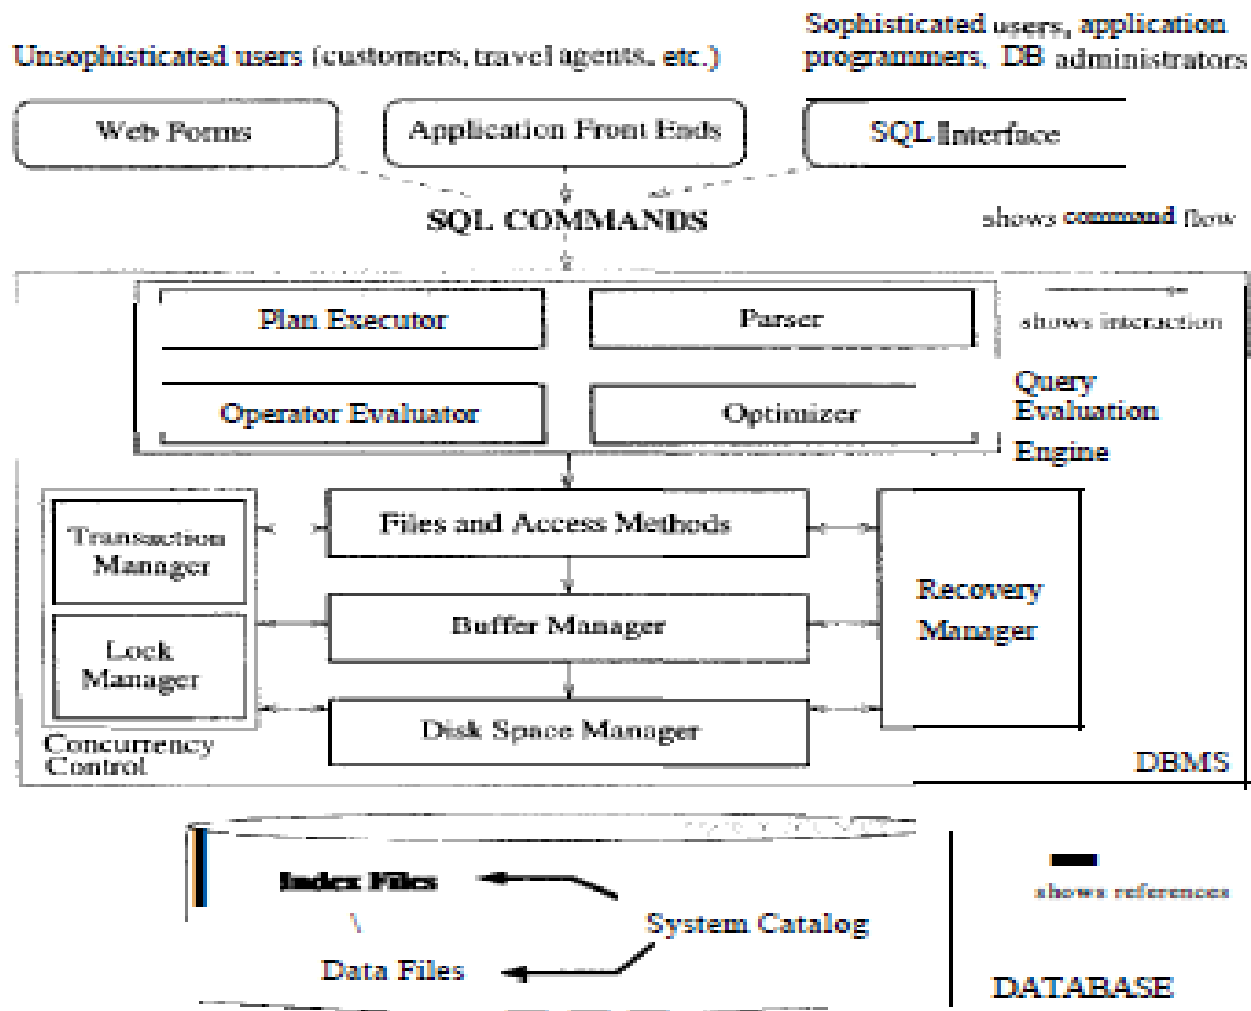 Sophisticated users, application
Unsophisticated users (customers, travel agents, etc.)
programmers, DB administrators
Web Forms
Application Front Ends
SQL Interface
SQL COMMANDS
shows command flow
Plan Executor
Parser
shows interaction
Operator Evaluator
Optimizer
Query
Evaluation
Engine
Transaction
Manager
Files and Access Methods
Buffer Manager
Recovery
Manager
Lock
Manager
Disk Space Manager
Concurrency
Control
DBMS
Index Files
shows references
System Catalog
Data Files
DATABASE